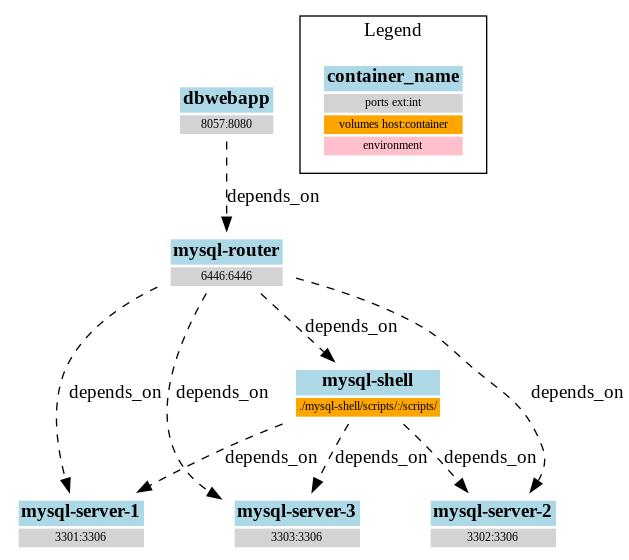 Legend
container_name
ports ext:int
volumes host:container
environment
dbwebapp
8057:8080
depends_on
mysql-router
6446:6446
depends_on
depends_on
depends_on
depends_on
mysql-shell
./mysql-shell/scripts/:/scripts/
depends_on
depends_on
depends_on
mysql-server-1
3301:3306
mysql-server-3
3303:3306
mysql-server-2
3302:3306